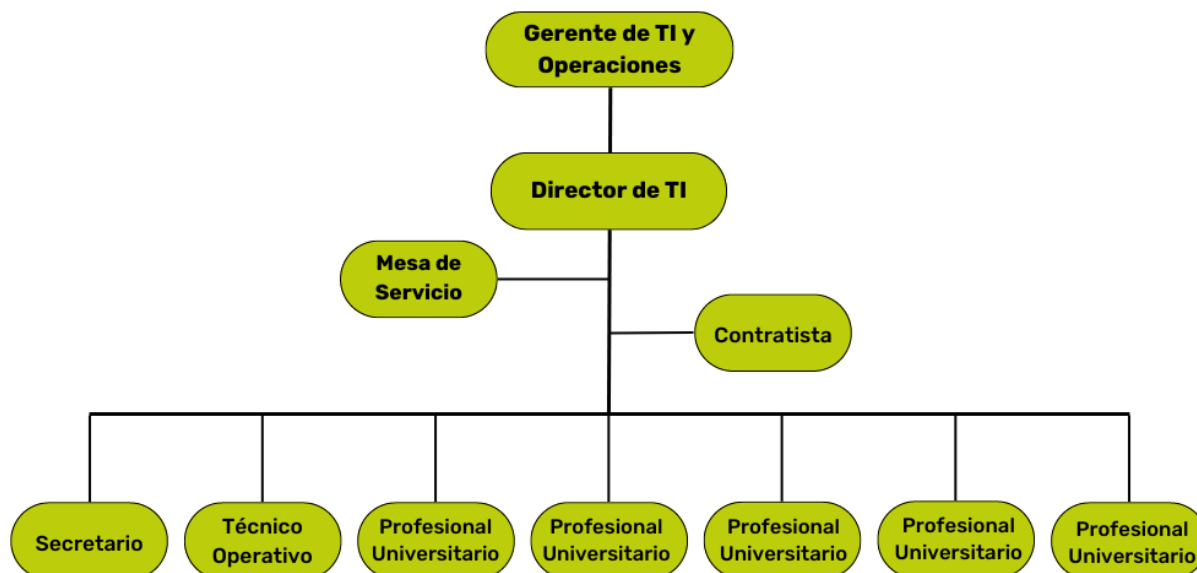 Gerente de TI y
Operaciones
Director de TI
Mesa de
Servicio
Contratista
Secretario
Técnico
Operativo
Profesional
Universitario
Profesional
Universitario
Profesional
Universitario
Profesional
Universitario
Profesional
Universitario